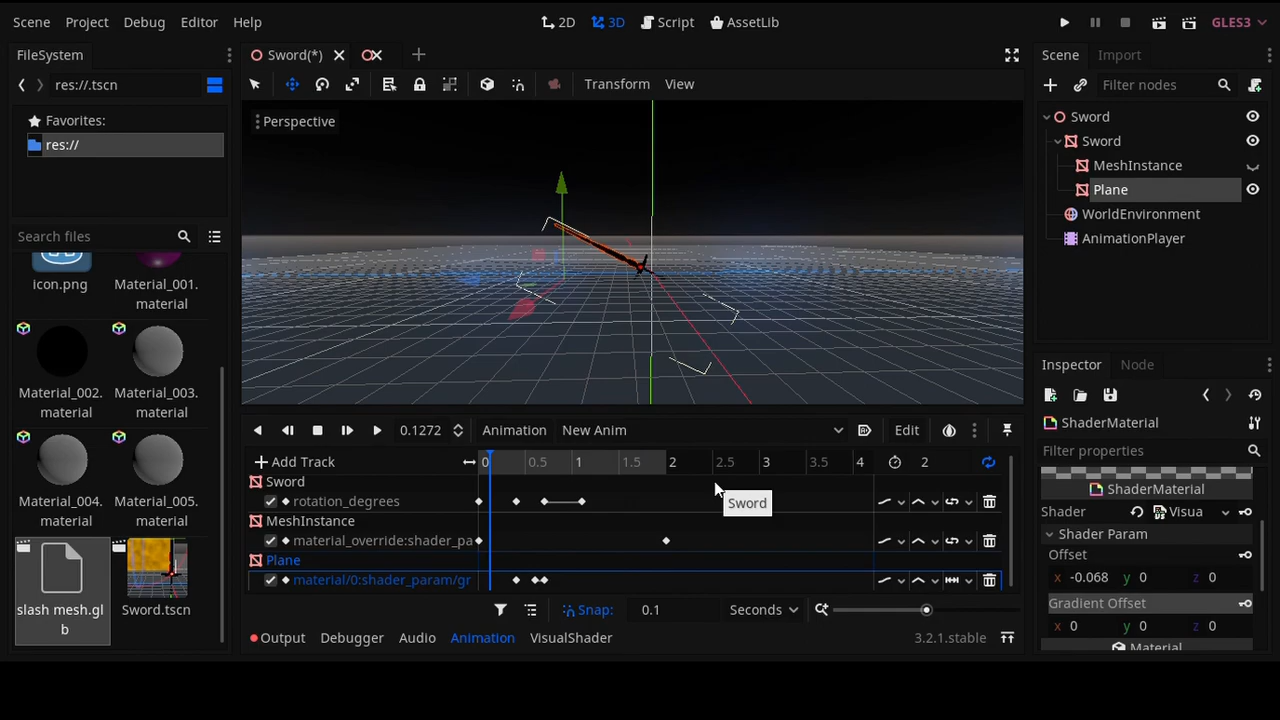 Scene Project Debug Editor Help
2D 3D Script AssetLib
GLES3
FileSystem
res://.tscn
Favorites:
res://
Search files
icon.png
Material_001.
material
Material_002.
material
Material_003.
material
Material_004.
material
Material_005.
material
slash mesh.gl
b
Sword.tscn
Sword(*)
Transform View
Perspective
0.1272 Animation New Anim Edit
Add Track 0 0.5 1 1.5 2 2.5 3 3.5 4 2
Sword
rotation_degrees
Sword
MeshInstance
material_override:shader_pa
Plane
material/0:shader_param/gr
Snap: 0.1 Seconds
Output Debugger Audio Animation VisualShader 3.2.1.stable
Scene Import
Filter nodes
Sword
Sword
MeshInstance
Plane
WorldEnvironment
AnimationPlayer
Inspector Node
ShaderMaterial
Filter properties
ShaderMaterial
Shader Visua
Shader Param
Offset
x -0.068 y 0 z 0
Gradient Offset
x 0 y 0 z 0
Material